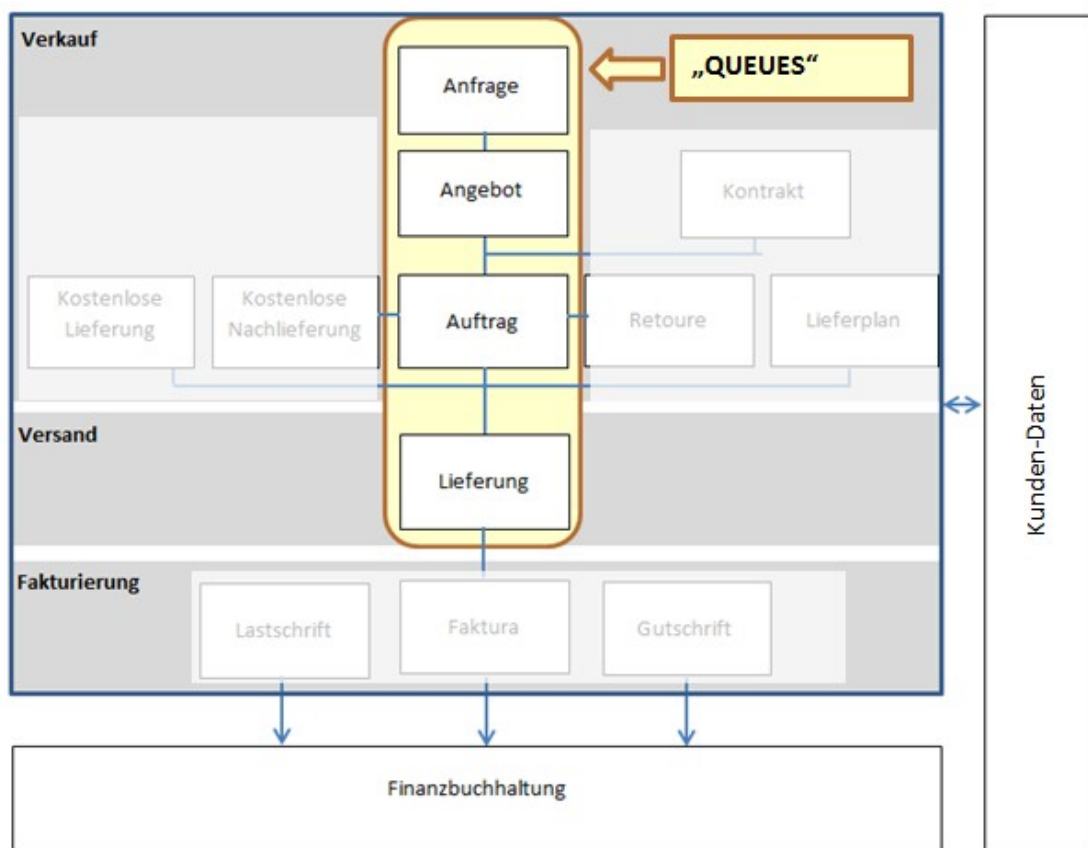 Verkauf
„QUEUES“
Anfrage
Angebot
Kontrakt
Kostenlose
Lieferung
Kostenlose
Nachlieferung
Auftrag
Retoure
Lieferplan
Kunden-Daten
Versand
Lieferung
Fakturierung
Lastschrift
Faktura
Gutschrift
Finanzbuchhaltung